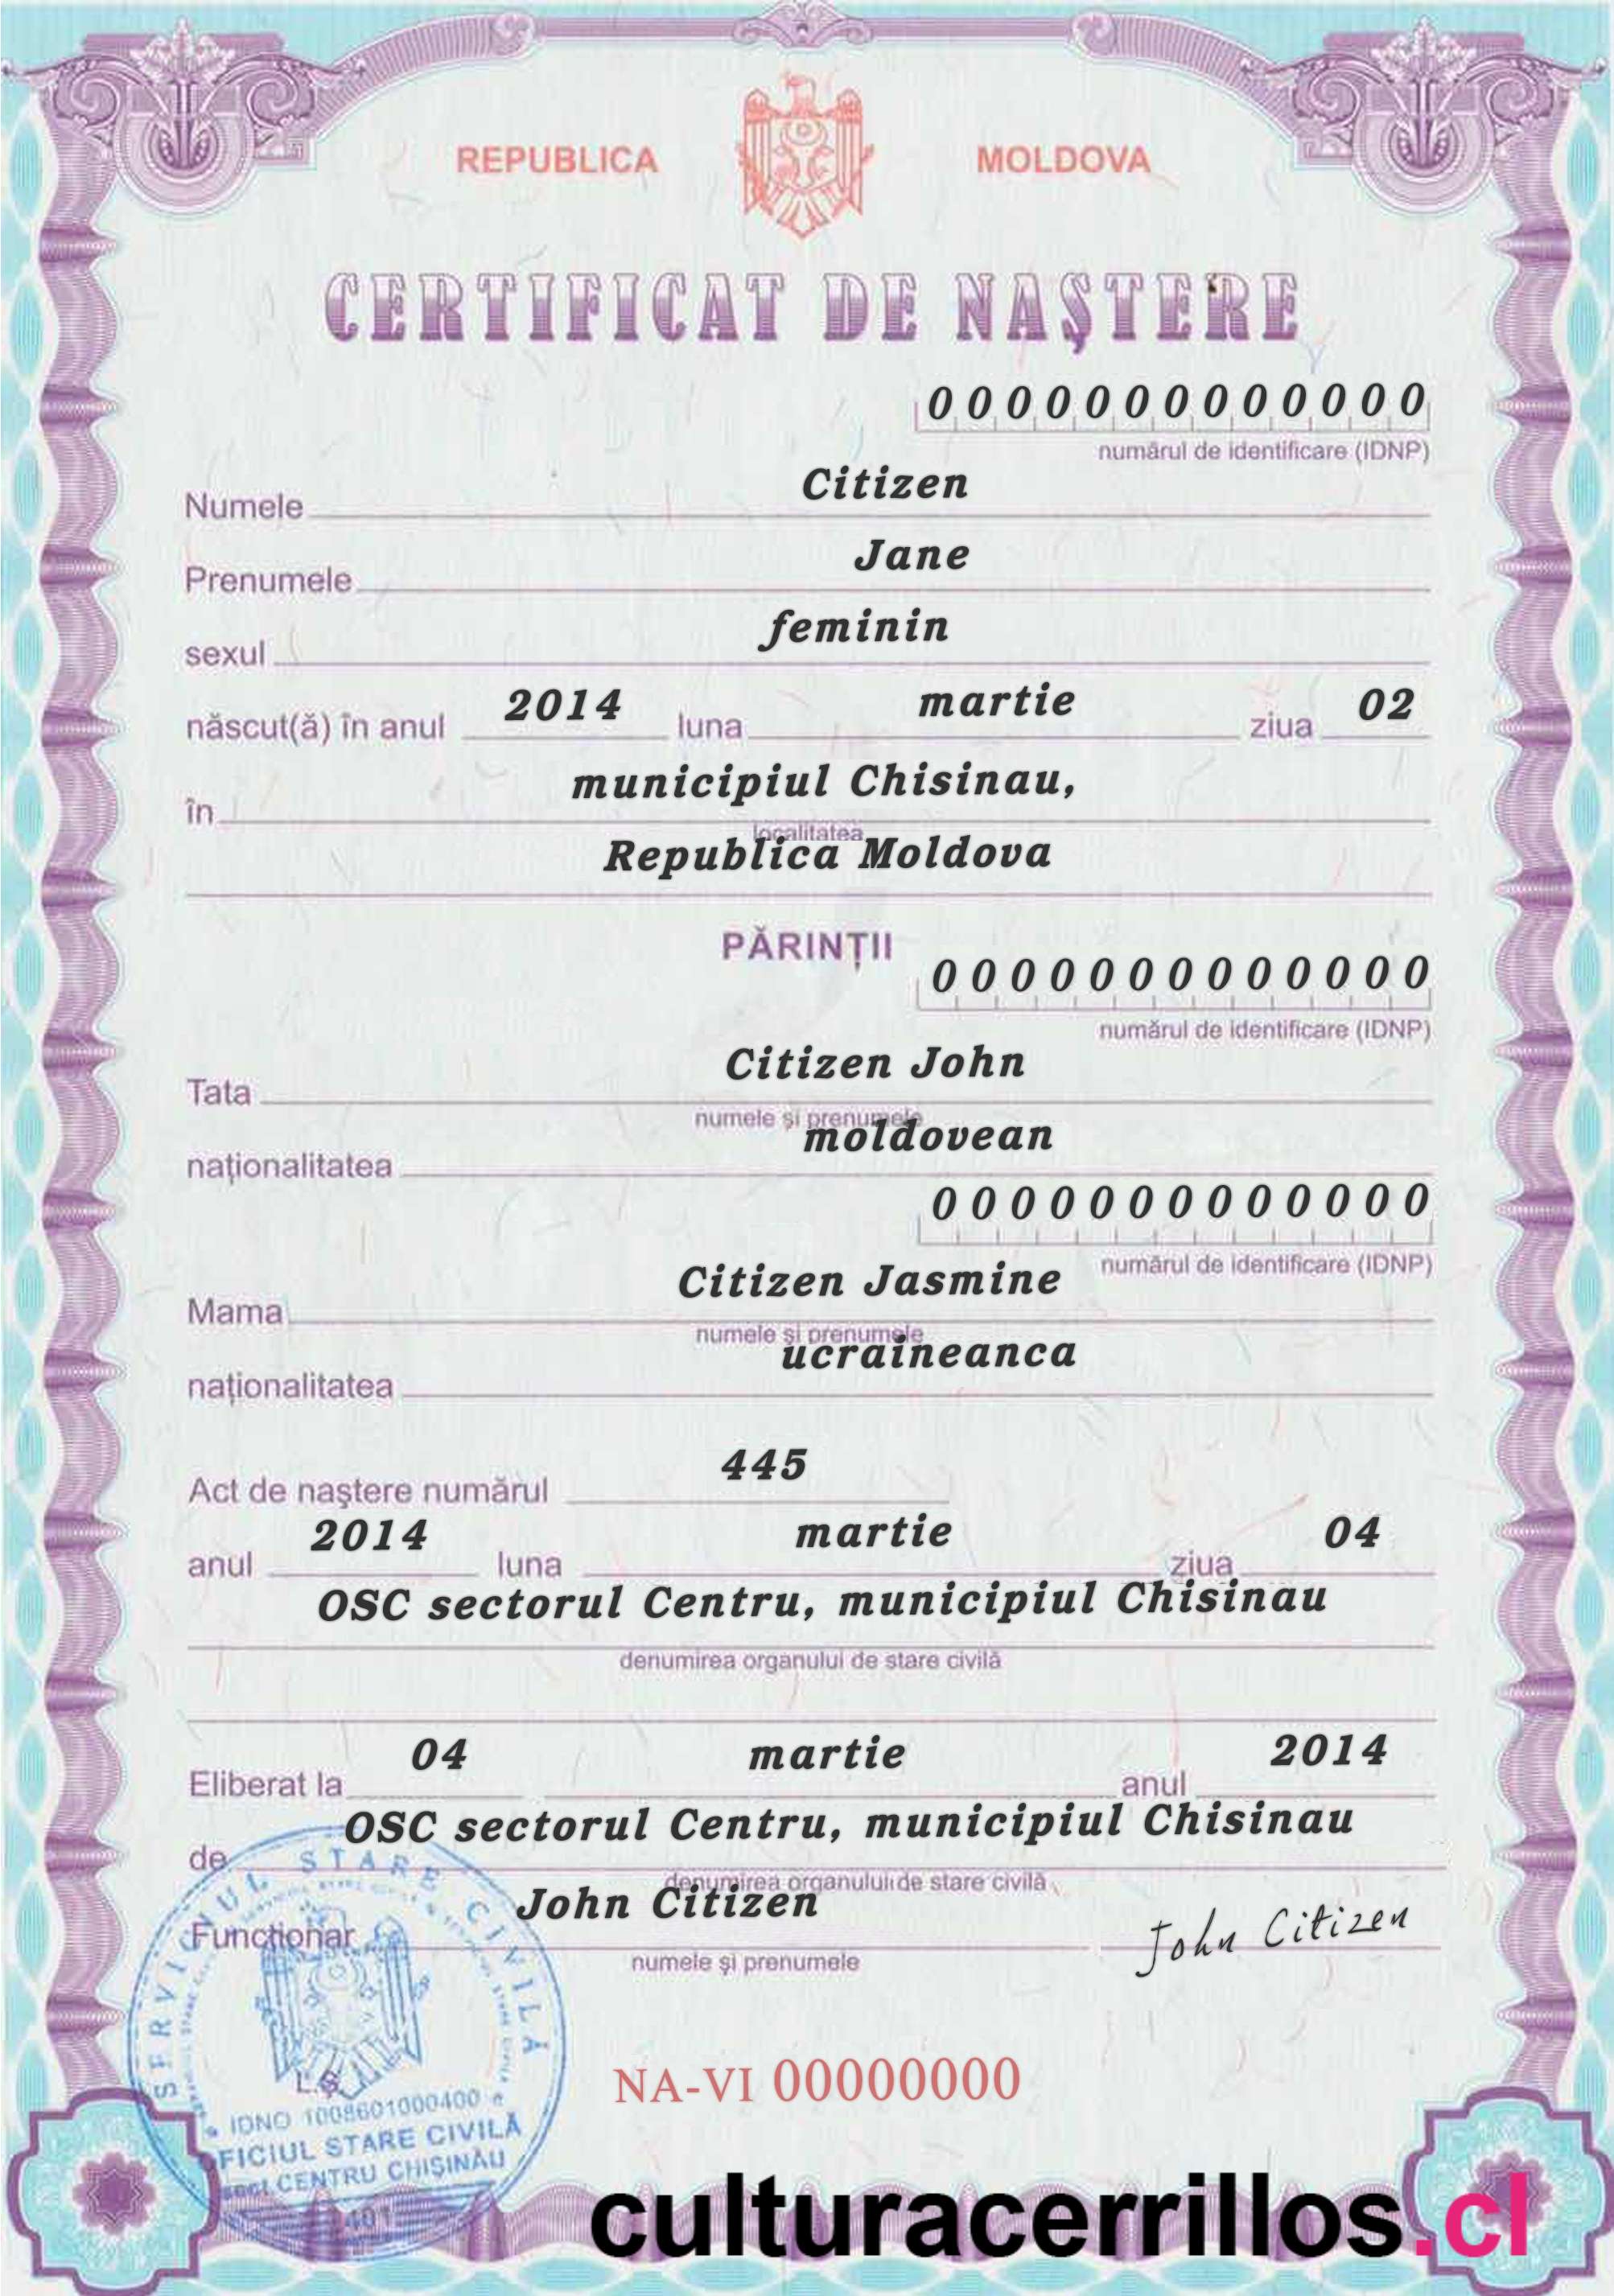 REPUBLICA MOLDOVA
CERTIFICAT DE NAŞTERE
0000000000000
numărul de identificare (IDNP)
Numele Citizen
Prenumele Jane
sexul feminin
născut(ă) în anul 2014 luna martie ziua 02
în municipiul Chisinau,
localitatea
Republica Moldova
PĂRINȚII
0000000000000
numărul de identificare (IDNP)
Tata Citizen John
numele și prenumele
naționalitatea moldovean
0000000000000
numărul de identificare (IDNP)
Mama Citizen Jasmine
numele și prenumele
naționalitatea ucraineanca
Act de naştere numărul 445
anul 2014 luna martie ziua 04
OSC sectorul Centru, municipiul Chisinau
denumirea organului de stare civilă
Eliberat la 04 martie anul 2014
de OSC sectorul Centru, municipiul Chisinau
denumirea organului de stare civilă
Funcționar John Citizen John Citizen
numele și prenumele
L.Ș.
SERVICIUL STARE CIVILĂ
IDNO 1008601000400
OFICIUL STARE CIVILĂ
sect CENTRU CHIȘINĂU
401
NA-VI 00000000
culturacerrillos.cl